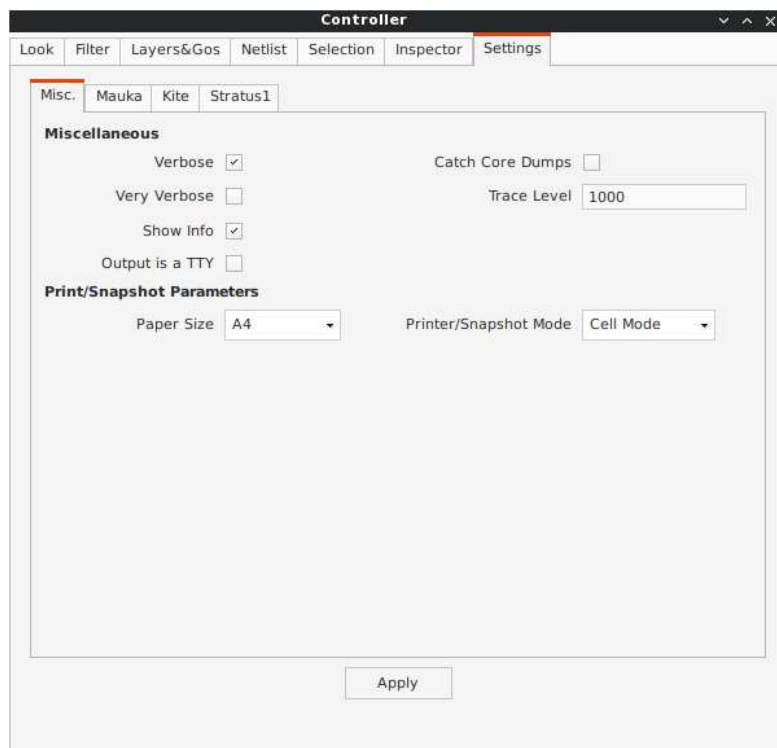 Controller
Look Filter Layers&Gos Netlist Selection Inspector Settings
Misc. Mauka Kite Stratus1
Miscellaneous
Verbose Catch Core Dumps
Very Verbose Trace Level 1000
Show Info
Output is a TTY
Print/Snapshot Parameters
Paper Size A4 Printer/Snapshot Mode Cell Mode
Apply